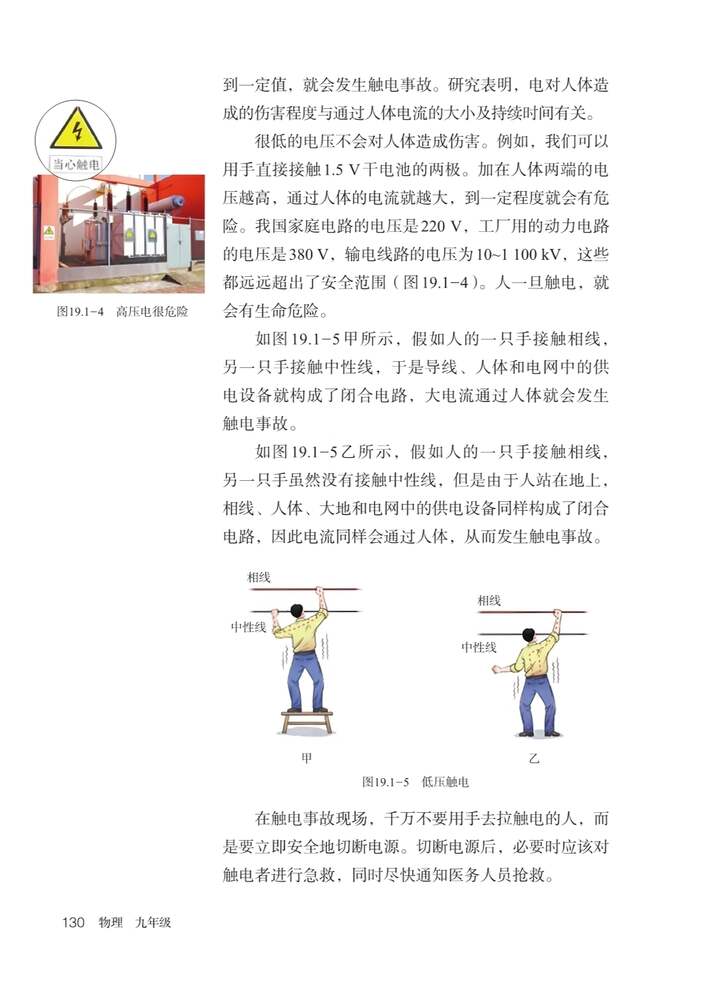 到一定值，就会发生触电事故。研究表明，电对人体造
成的伤害程度与通过人体电流的大小及持续时间有关。
很低的电压不会对人体造成伤害。例如，我们可以
用手直接接触 1.5 V 干电池的两极。加在人体两端的电
压越高，通过人体的电流就越大，到一定程度就会有危
险。我国家庭电路的电压是 220 V，工厂用的动力电路
的电压是 380 V，输电线路的电压为 10~1 100 kV，这些
都远远超出了安全范围（图 19.1-4）。人一旦触电，就
会有生命危险。
当心触电
图19.1-4 高压电很危险
如图 19.1-5 甲所示，假如人的一只手接触相线，
另一只手接触中性线，于是导线、人体和电网中的供
电设备就构成了闭合电路，大电流通过人体就会发生
触电事故。
如图 19.1-5 乙所示，假如人的一只手接触相线，
另一只手虽然没有接触中性线，但是由于人站在地上，
相线、人体、大地和电网中的供电设备同样构成了闭合
电路，因此电流同样会通过人体，从而发生触电事故。
相线
中性线
甲
相线
中性线
乙
图19.1-5 低压触电
在触电事故现场，千万不要用手去拉触电的人，而
是要立即安全地切断电源。切断电源后，必要时应该对
触电者进行急救，同时尽快通知医务人员抢救。
130 物理 九年级